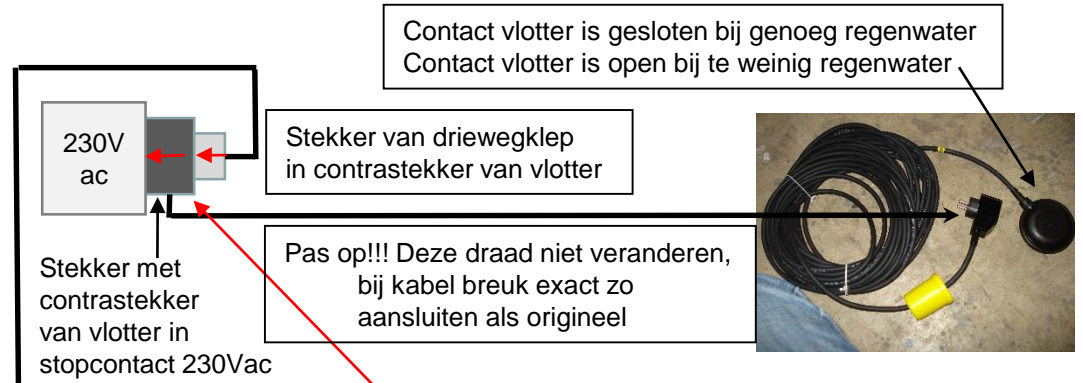 Contact vlotter is gesloten bij genoeg regenwater
Contact vlotter is open bij te weinig regenwater
230V
ac
Stekker van driewegklep
in contrastekker van vlotter
Pas op!!! Deze draad niet veranderen,
bij kabel breuk exact zo
aansluiten als origineel
Stekker met
contrastekker
van vlotter in
stopcontact 230Vac